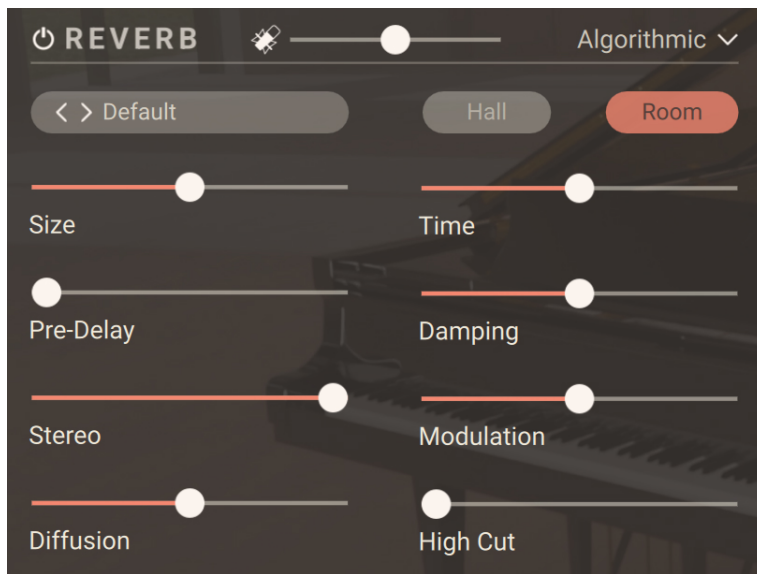 REVERB Algorithmic
Default Hall Room
Size Time
Pre-Delay Damping
Stereo Modulation
Diffusion High Cut